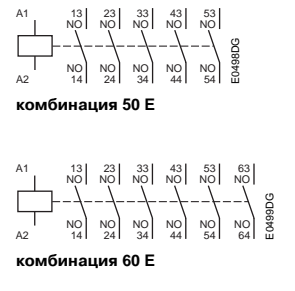 A1 13 23 33 43 53
NO NO NO NO NO
NO NO NO NO NO
A2 14 24 34 44 54
E0498DG
комбинация 50 E
A1 13 23 33 43 53 63
NO NO NO NO NO NO
NO NO NO NO NO NO
A2 14 24 34 44 54 64
E0499DG
комбинация 60 E